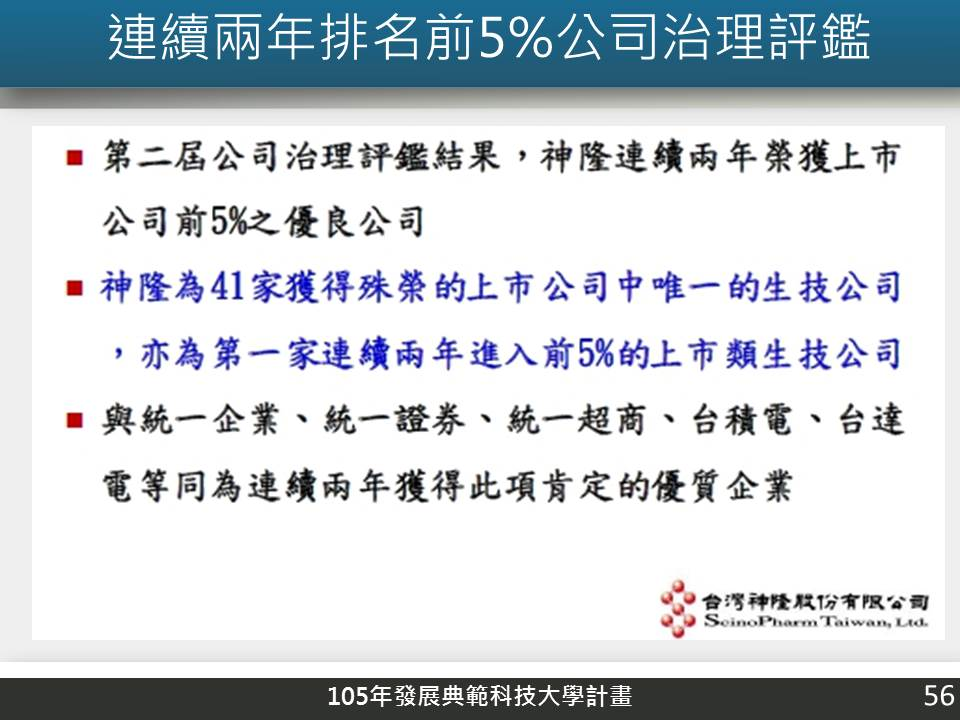 連續兩年排名前5%公司治理評鑑
第二屆公司治理評鑑結果，神隆連續兩年榮獲上市
公司前5%之優良公司
神隆為41家獲得殊榮的上市公司中唯一的生技公司
，亦為第一家連續兩年進入前5%的上市類生技公司
與統一企業、統一證券、統一超商、台積電、台達
電等同為連續兩年獲得此項肯定的優質企業
台灣神隆股份有限公司
ScinoPharm Taiwan, Ltd.
105年發展典範科技大學計畫
56